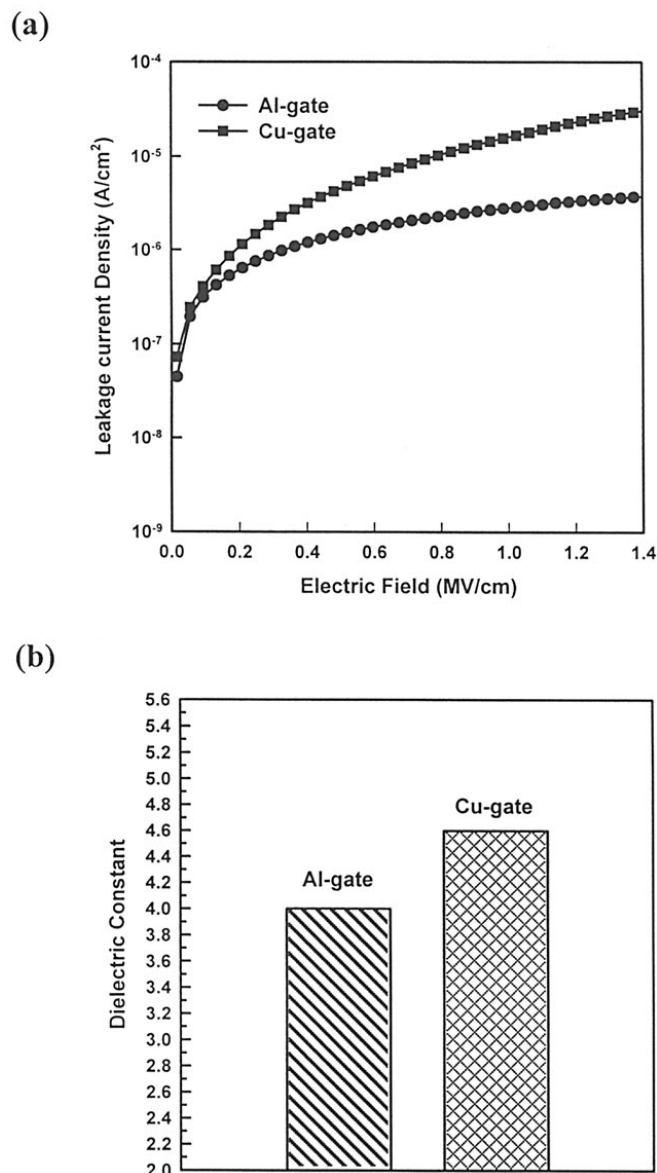 (a)
10-4
10-5
10-6
10-7
10-8
10-9
Leakage current Density (A/cm2)
Al-gate
Cu-gate
0.0 0.2 0.4 0.6 0.8 1.0 1.2 1.4
Electric Field (MV/cm)
(b)
5.6
5.4
5.2
5.0
4.8
4.6
4.4
4.2
4.0
3.8
3.6
3.4
3.2
3.0
2.8
2.6
2.4
2.2
2.0
Dielectric Constant
Al-gate
Cu-gate